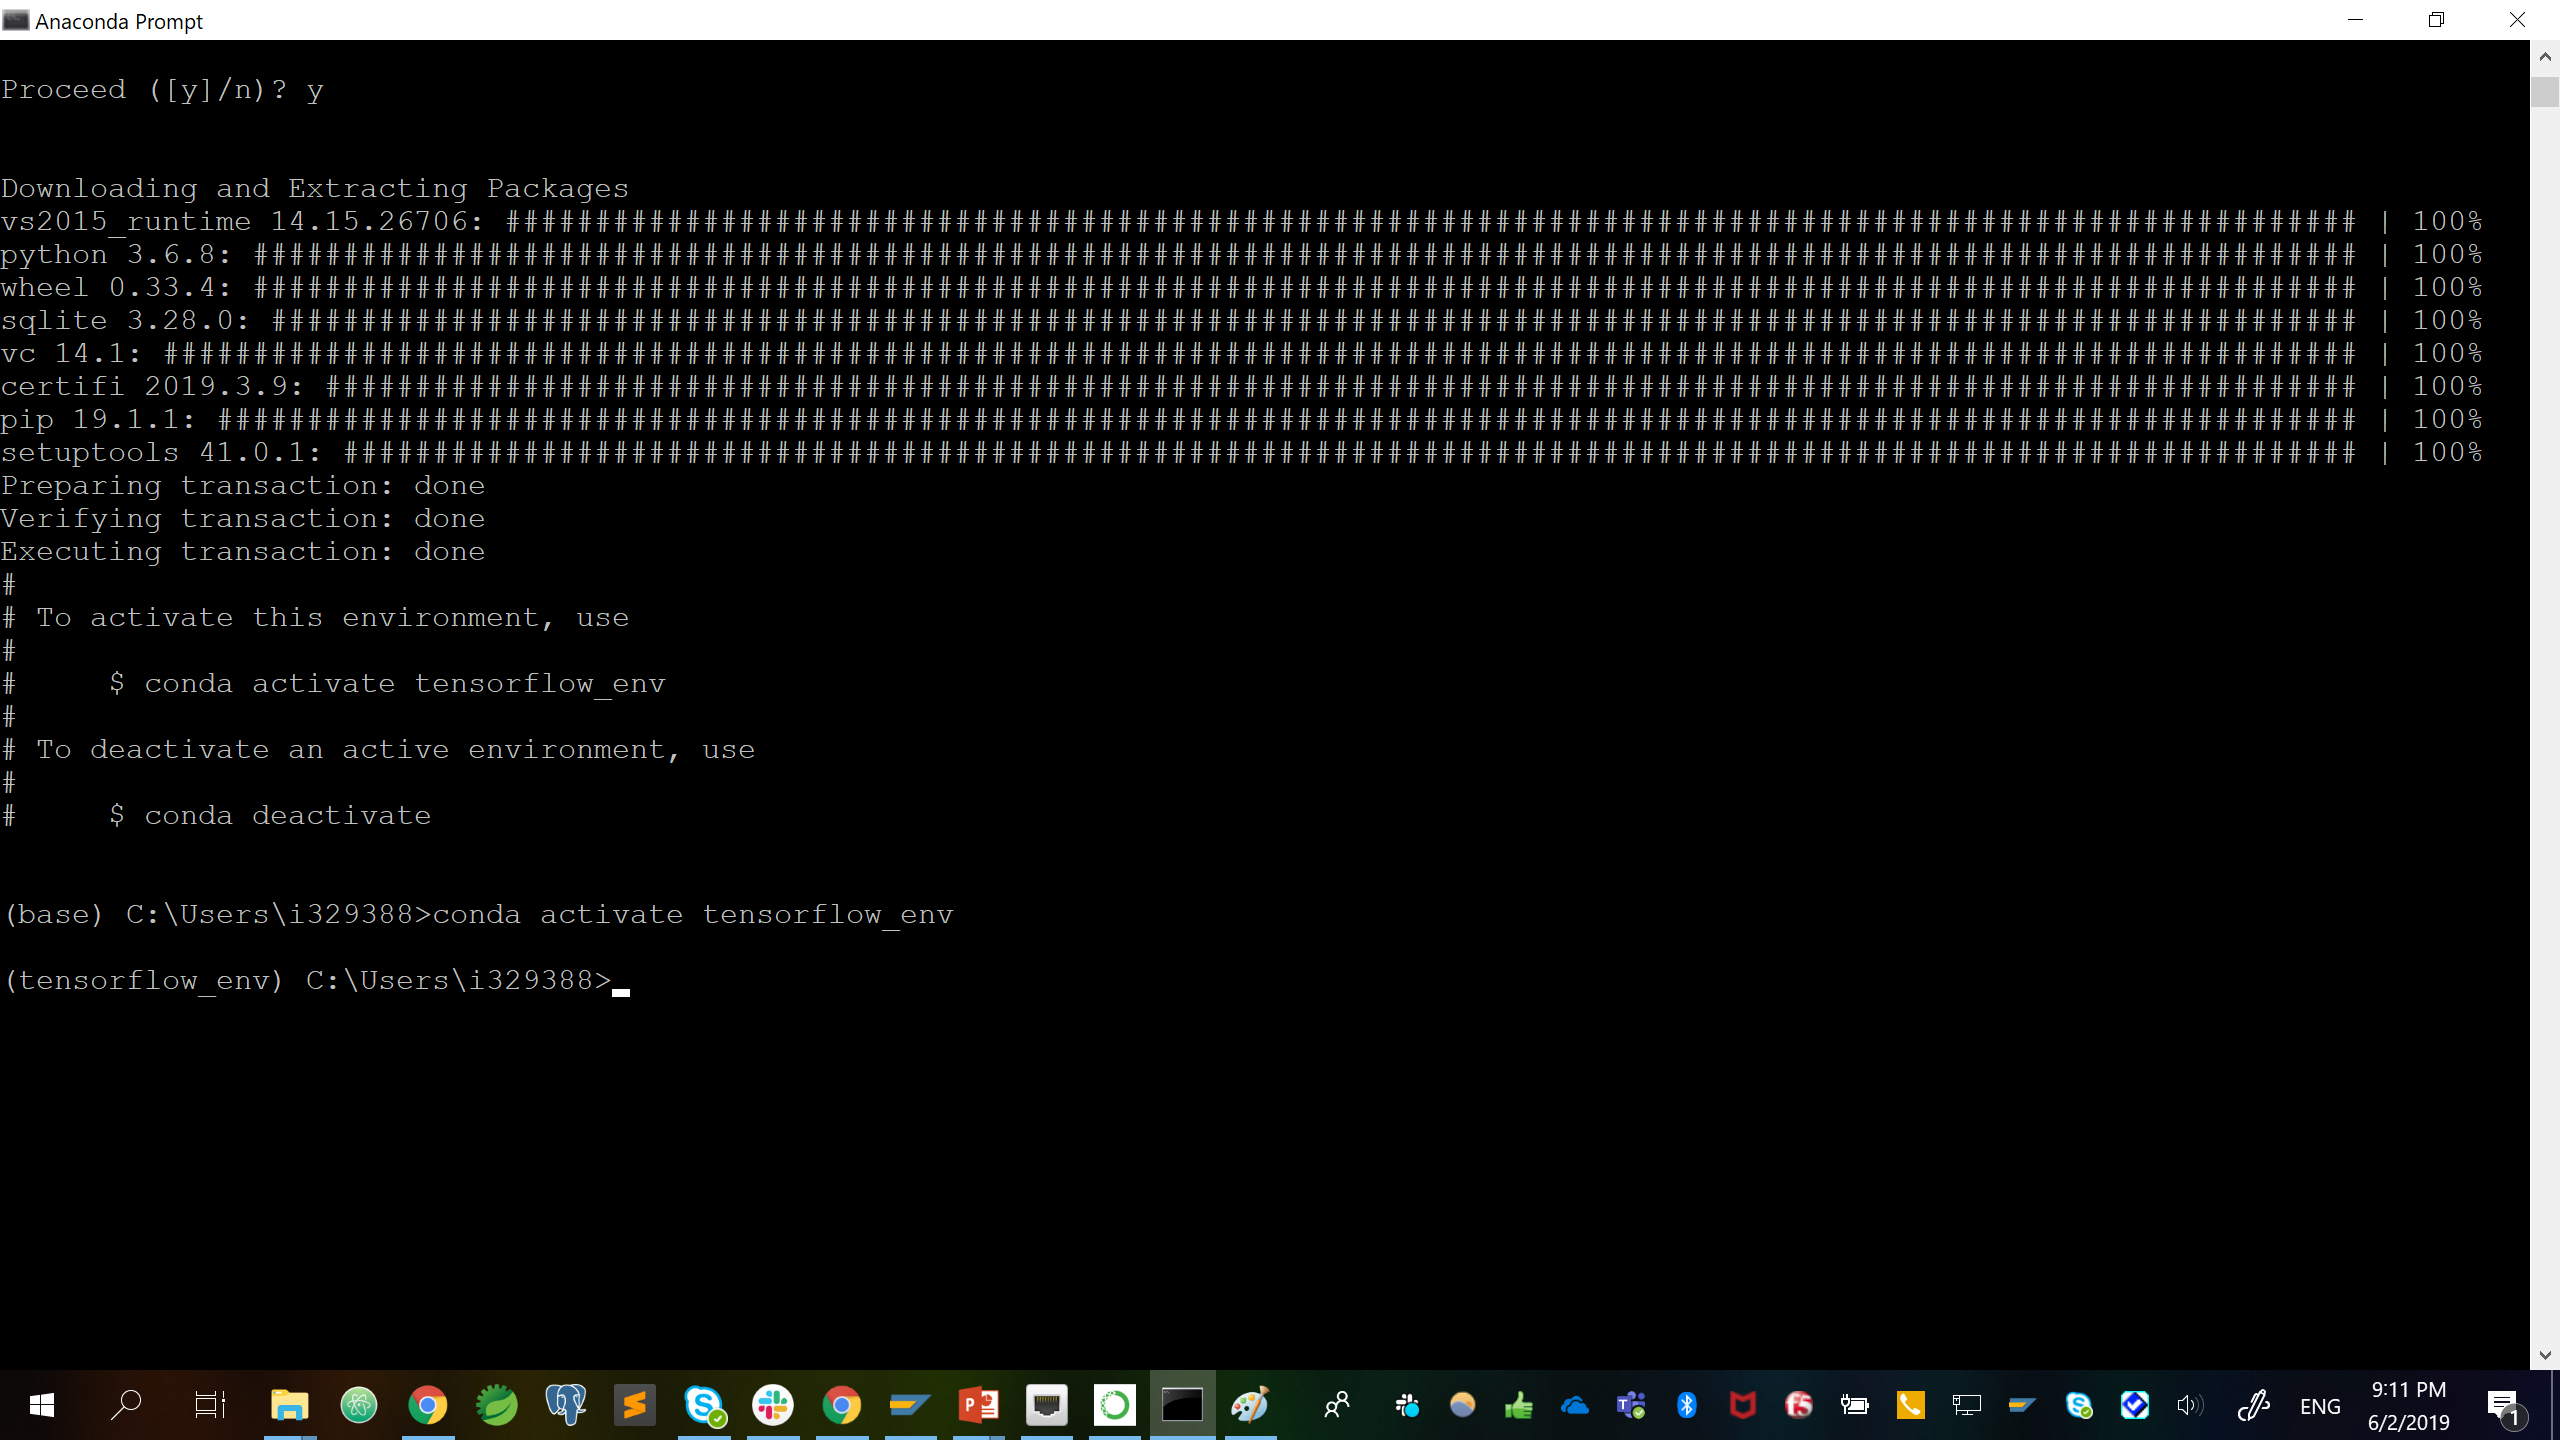 Anaconda Prompt
Proceed ([y]/n)? y
Downloading and Extracting Packages
vs2015_runtime 14.15.26706: ####################################################################################################### | 100%
python 3.6.8: ##################################################################################################################### | 100%
wheel 0.33.4: ##################################################################################################################### | 100%
sqlite 3.28.0: #################################################################################################################### | 100%
vc 14.1: ########################################################################################################################## | 100%
certifi 2019.3.9: ################################################################################################################# | 100%
pip 19.1.1: ####################################################################################################################### | 100%
setuptools 41.0.1: ################################################################################################################ | 100%
Preparing transaction: done
Verifying transaction: done
Executing transaction: done
#
# To activate this environment, use
#
#     $ conda activate tensorflow_env
#
# To deactivate an active environment, use
#
#     $ conda deactivate
(base) C:\Users\i329388>conda activate tensorflow_env
(tensorflow_env) C:\Users\i329388>
ENG
9:11 PM
6/2/2019
1